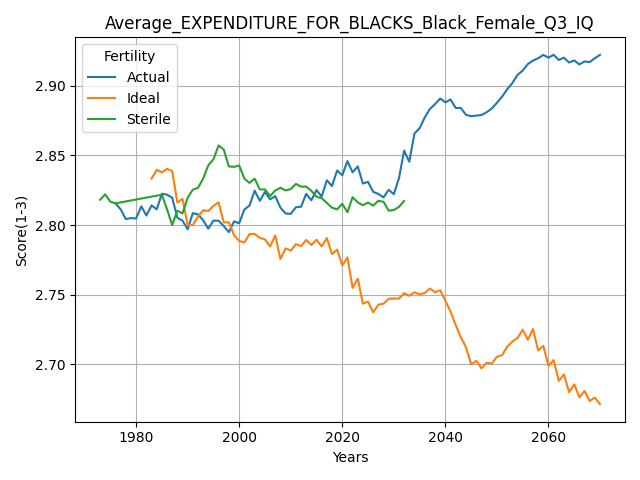 Average_EXPENDITURE_FOR_BLACKS_Black_Female_Q3_IQ
Fertility
Actual
Ideal
Sterile
Score(1-3)
2.90
2.85
2.80
2.75
2.70
1980 2000 2020 2040 2060
Years